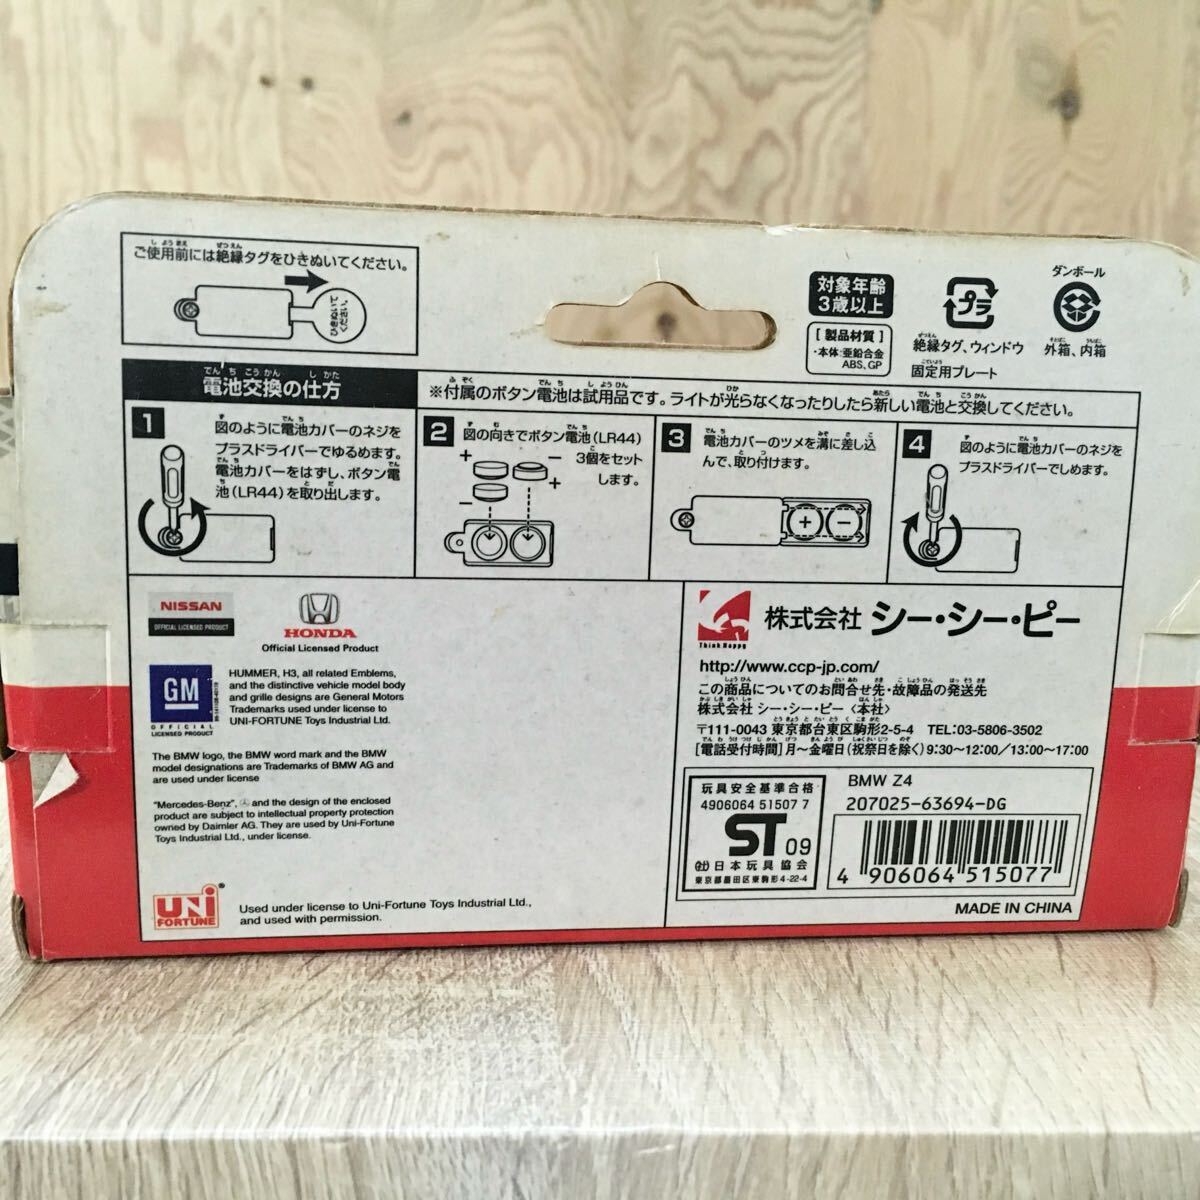 ご使用前には絶縁タグをひきぬいてください。
ひきぬいて
ください。
対象年齢
3歳以上
[製品材質]
・本体:亜鉛合金
ABS、GP
プラ
絶縁タグ、ウィンドウ
固定用プレート
ダンボール
外箱、内箱
電池交換の仕方
※付属のボタン電池は試用品です。ライトが光らなくなったりしたら新しい電池と交換してください。
1
図のように電池カバーのネジを
プラスドライバーでゆるめます。
電池カバーをはずし、ボタン電
池(LR44)を取り出します。
2
図の向きでボタン電池(LR44)
3個をセット
します。
+
−
−
+
3
電池カバーのツメを溝に差し込
んで、取り付けます。
+ −
4
図のように電池カバーのネジを
プラスドライバーでしめます。
NISSAN
OFFICIAL LICENSED PRODUCT
HONDA
Official Licensed Product
GM
OFFICIAL
LICENSED PRODUCT
HUMMER, H3, all related Emblems,
and the distinctive vehicle model body
and grille designs are General Motors
Trademarks used under license to
UNI-FORTUNE Toys Industrial Ltd.
The BMW logo, the BMW word mark and the BMW
model designations are Trademarks of BMW AG and
are used under license
"Mercedes-Benz", and the design of the enclosed
product are subject to intellectual property protection
owned by Daimler AG. They are used by Uni-Fortune
Toys Industrial Ltd., under license.
UNi
FORTUNE
®
Used under license to Uni-Fortune Toys Industrial Ltd.,
and used with permission.
Think Happy
株式会社 シー・シー・ピー
http://www.ccp-jp.com/
この商品についてのお問合せ先・故障品の発送先
株式会社 シー・シー・ピー〈本社〉
〒111-0043 東京都台東区駒形2-5-4 TEL:03-5806-3502
[電話受付時間]月〜金曜日(祝祭日を除く)9:30〜12:00/13:00〜17:00
玩具安全基準合格
4906064 51507 7
ST 09
(社)日本玩具協会
東京都墨田区東駒形4-22-4
BMW Z4
207025-63694-DG
4 906064 515077
MADE IN CHINA